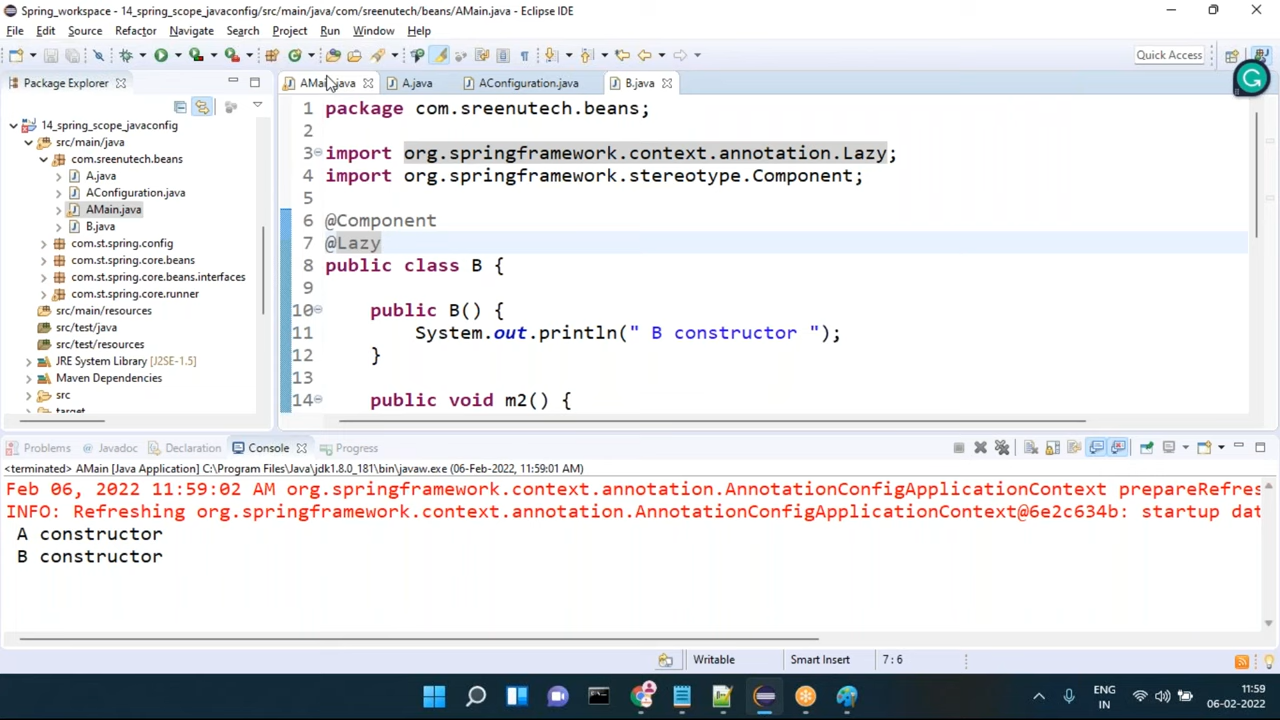 Spring_workspace - 14_spring_scope_javaconfig/src/main/java/com/sreenutech/beans/AMain.java - Eclipse IDE
File Edit Source Refactor Navigate Search Project Run Window Help
Quick Access
Package Explorer
AMain.java A.java AConfiguration.java B.java
14_spring_scope_javaconfig
src/main/java
com.sreenutech.beans
A.java
AConfiguration.java
AMain.java
B.java
com.st.spring.config
com.st.spring.core.beans
com.st.spring.core.beans.interfaces
com.st.spring.core.runner
src/main/resources
src/test/java
src/test/resources
JRE System Library [J2SE-1.5]
Maven Dependencies
src
target
1 package com.sreenutech.beans;
2
3 import org.springframework.context.annotation.Lazy;
4 import org.springframework.stereotype.Component;
5
6 @Component
7 @Lazy
8 public class B {
9
10 public B() {
11 System.out.println(" B constructor ");
12 }
13
14 public void m2() {
Problems Javadoc Declaration Console Progress
<terminated> AMain [Java Application] C:\Program Files\Java\jdk1.8.0_181\bin\javaw.exe (06-Feb-2022, 11:59:01 AM)
Feb 06, 2022 11:59:02 AM org.springframework.context.annotation.AnnotationConfigApplicationContext prepareRefres
INFO: Refreshing org.springframework.context.annotation.AnnotationConfigApplicationContext@6e2c634b: startup dat
A constructor
B constructor
Writable Smart Insert 7 : 6
ENG 11:59
IN 06-02-2022